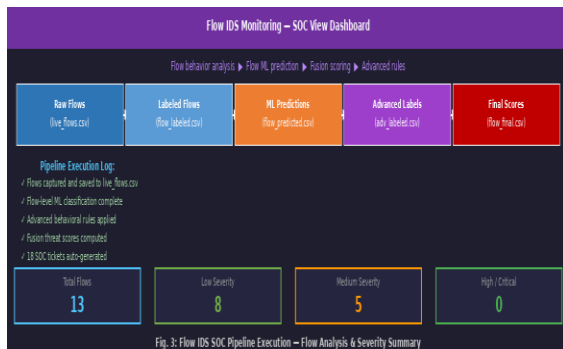 Flow IDS Monitoring — SOC View Dashboard
Flow behavior analysis ▶ Flow ML prediction ▶ Fusion scoring ▶ Advanced rules
Raw Flows
(live_flows.csv)
Labeled Flows
(flow_labeled.csv)
ML Predictions
(flow_predicted.csv)
Advanced Labels
(adv_labeled.csv)
Final Scores
(flow_final.csv)
Pipeline Execution Log:
✓ Flows captured and saved to live_flows.csv
✓ Flow-level ML classification complete
✓ Advanced behavioral rules applied
✓ Fusion threat scores computed
✓ 18 SOC tickets auto-generated
Total Flows
13
Low Severity
8
Medium Severity
5
High / Critical
0
Fig. 3: Flow IDS SOC Pipeline Execution — Flow Analysis & Severity Summary